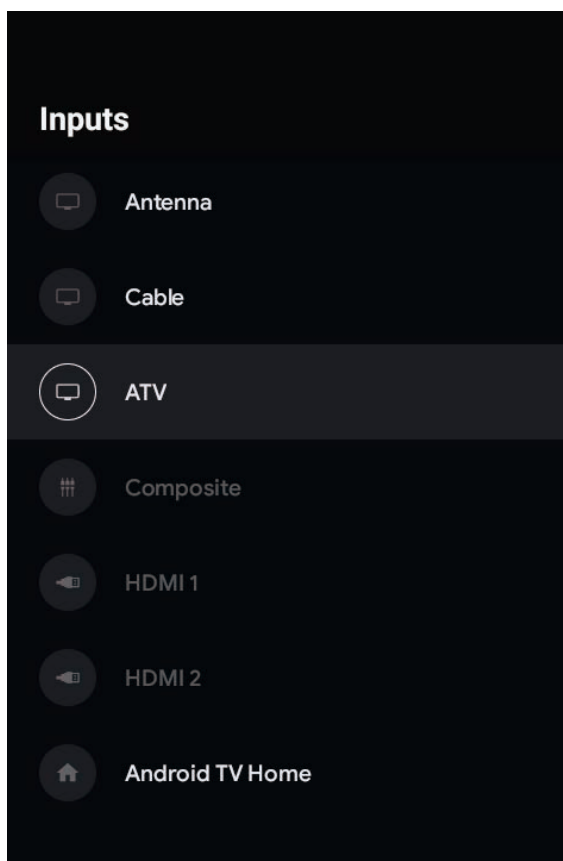 Inputs
Antenna
Cable
ATV
Composite
HDMI 1
HDMI 2
Android TV Home